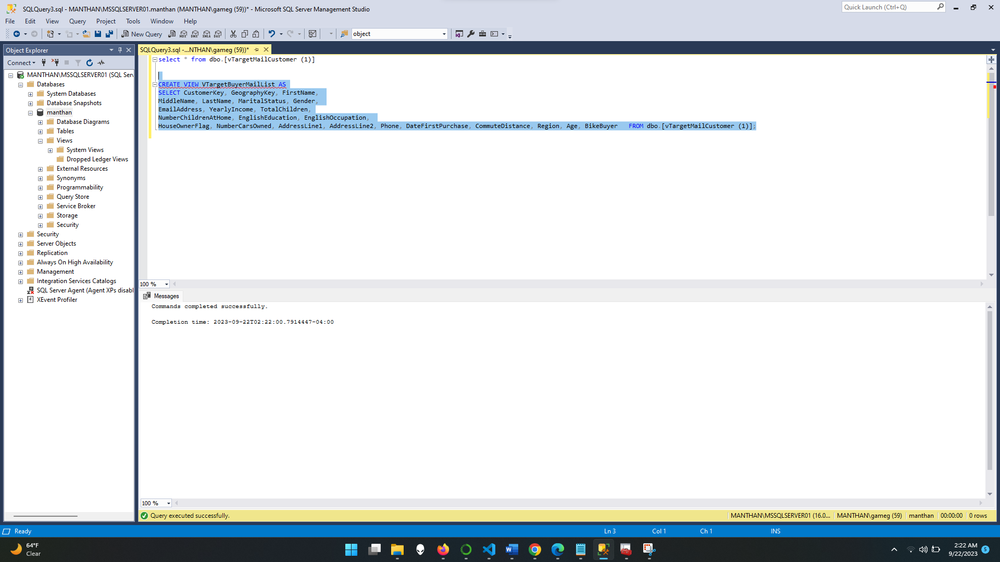 SQLQuery3.sql - MANTHAN\MSSQLSERVER01.manthan (MANTHAN\gameg (59))* - Microsoft SQL Server Management Studio
Quick Launch (Ctrl+Q)
File Edit View Query Project Tools Window Help
New Query
MDX
DMX
XMLA
DAX
object
Object Explorer
SQLQuery3.sql -...NTHAN\gameg (59))*
Connect
MANTHAN\MSSQLSERVER01 (SQL Ser
Databases
System Databases
Database Snapshots
manthan
Database Diagrams
Tables
Views
System Views
Dropped Ledger Views
External Resources
Synonyms
Programmability
Query Store
Service Broker
Storage
Security
Security
Server Objects
Replication
Always On High Availability
Management
Integration Services Catalogs
SQL Server Agent (Agent XPs disabl
XEvent Profiler
select * from dbo.[vTargetMailCustomer (1)]
CREATE VIEW VTargetBuyerMailList AS
SELECT CustomerKey, GeographyKey, FirstName,
MiddleName, LastName, MaritalStatus, Gender,
EmailAddress, YearlyIncome, TotalChildren,
NumberChildrenAtHome, EnglishEducation, EnglishOccupation,
HouseOwnerFlag, NumberCarsOwned, AddressLine1, AddressLine2, Phone, DateFirstPurchase, CommuteDistance, Region, Age, BikeBuyer FROM dbo.[vTargetMailCustomer (1)];
100 %
Messages
Commands completed successfully.
Completion time: 2023-09-22T02:22:00.7914447-04:00
100 %
Query executed successfully.
MANTHAN\MSSQLSERVER01 (16.0... MANTHAN\gameg (59) manthan 00:00:00 0 rows
Ready
Ln 3 Col 1 Ch 1 INS
64°F
Clear
2:22 AM
9/22/2023
5